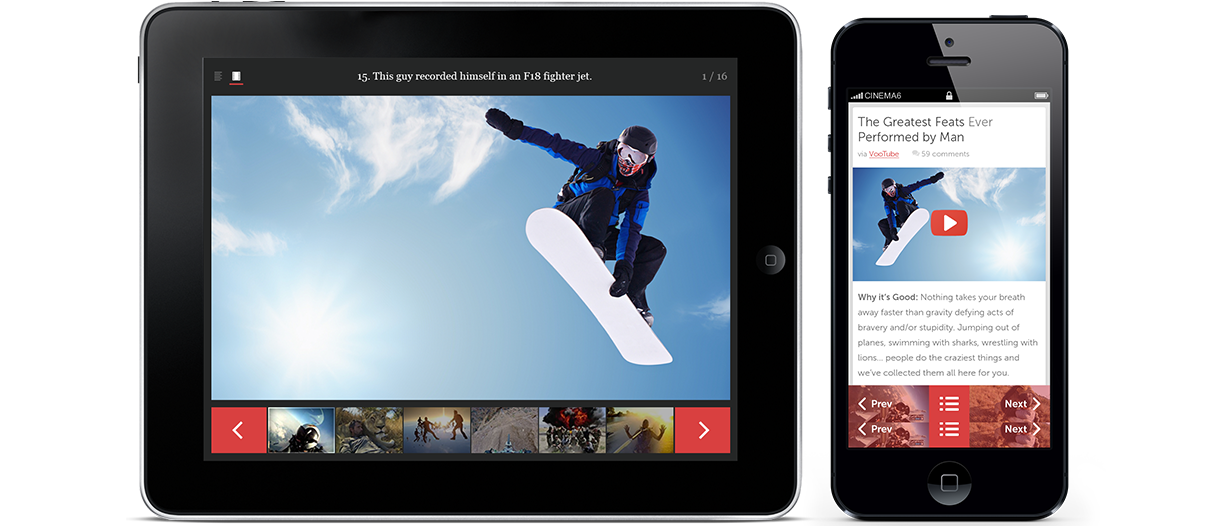 15. This guy recorded himself in an F18 fighter jet.
1 / 16
CINEMA6
The Greatest Feats Ever
Performed by Man
via VooTube 59 comments
Why it's Good: Nothing takes your breath
away faster than gravity defying acts of
bravery and/or stupidity. Jumping out of
planes, swimming with sharks, wrestling with
lions... people do the craziest things and
we've collected them all here for you.
Prev Next
Prev Next